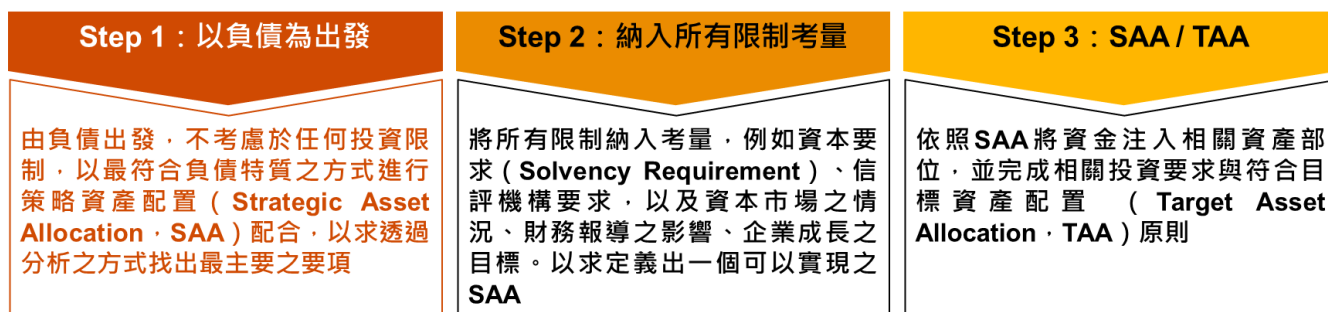 Step 1：以負債為出發
由負債出發，不考慮於任何投資限
制，以最符合負債特質之方式進行
策略資產配置（Strategic Asset
Allocation，SAA）配合，以求透過
分析之方式找出最主要之要項
Step 2：納入所有限制考量
將所有限制納入考量，例如資本要
求（Solvency Requirement）、信
評機構要求，以及資本市場之情
況、財務報導之影響、企業成長之
目標。以求定義出一個可以實現之
SAA
Step 3：SAA / TAA
依照SAA將資金注入相關資產部
位，並完成相關投資要求與符合目
標資產配置（Target Asset
Allocation，TAA）原則